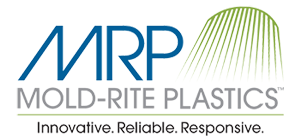 MRP
MOLD-RITE PLASTICS™
Innovative. Reliable. Responsive.